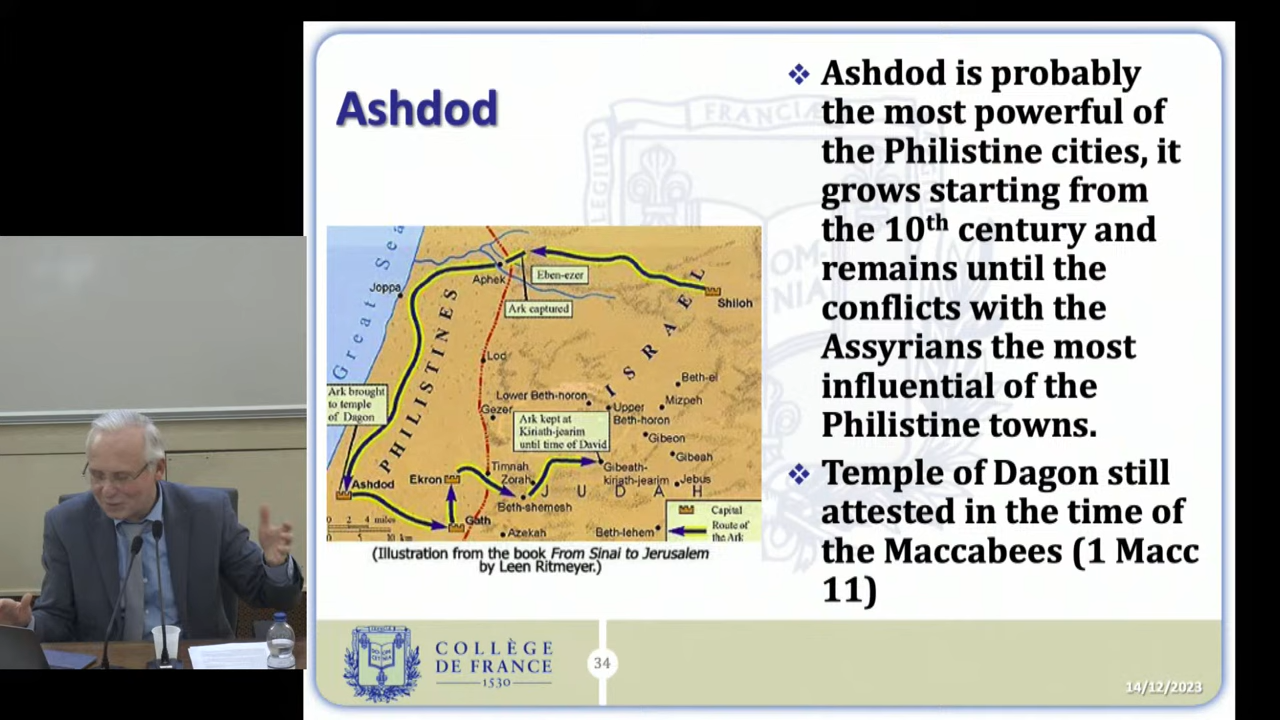 Ashdod
❖ Ashdod is probably
the most powerful of
the Philistine cities, it
grows starting from
the 10th century and
remains until the
conflicts with the
Assyrians the most
influential of the
Philistine towns.
❖ Temple of Dagon still
attested in the time of
the Maccabees (1 Macc
11)
Great Sea
Joppa
Aphek
Eben-ezer
Ark captured
Shiloh
PHILISTINES
ISRAEL
Lod
Beth-el
Mizpeh
Lower Beth-horon
Upper
Beth-horon
Gezer
Ark brought
to temple
of Dagon
Ark kept at
Kiriath-jearim
until time of David
Gibeon
Gibeah
Ashdod
Ekron
Timnah
Zorah
Gibeath-
kiriath-jearim
Jebus
JUDAH
Beth-shemesh
Gath
Azekah
Beth-lehem
0 2 4 miles
0 5 10 km
Capital
Route of
the Ark
(Illustration from the book From Sinai to Jerusalem
by Leen Ritmeyer.)
COLLÈGE
DE FRANCE
1530
34
14/12/2023